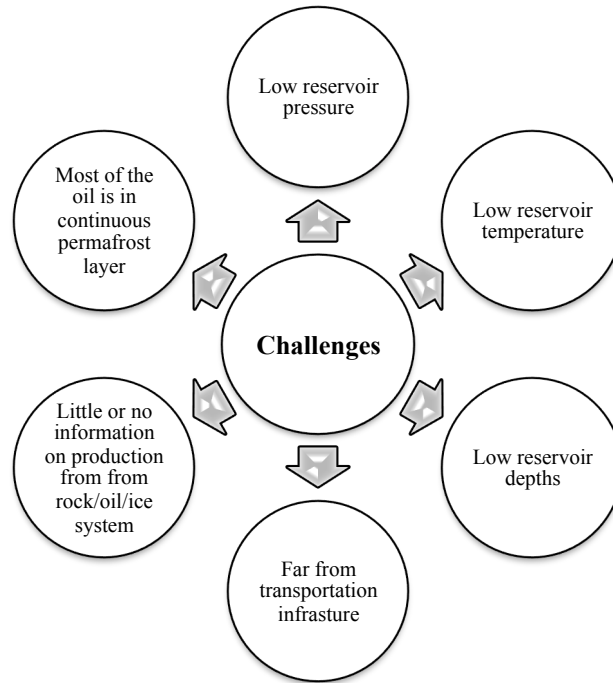 Low reservoir
pressure
Most of the
oil is in
continuous
permafrost
layer
Low reservoir
temperature
Challenges
Little or no
information
on production
from from
rock/oil/ice
system
Low reservoir
depths
Far from
transportation
infrasture